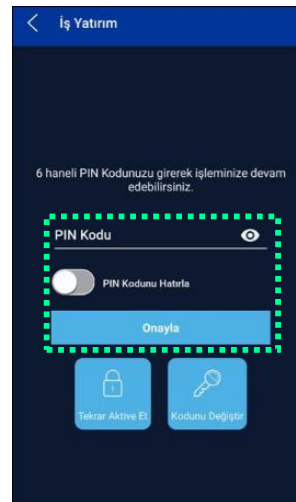 İş Yatırım
6 haneli PIN Kodunuzu girerek işleminize devam
edebilirsiniz.
PIN Kodu
PIN Kodunu Hatırla
Onayla
Tekrar Aktive Et
Kodunu Değiştir